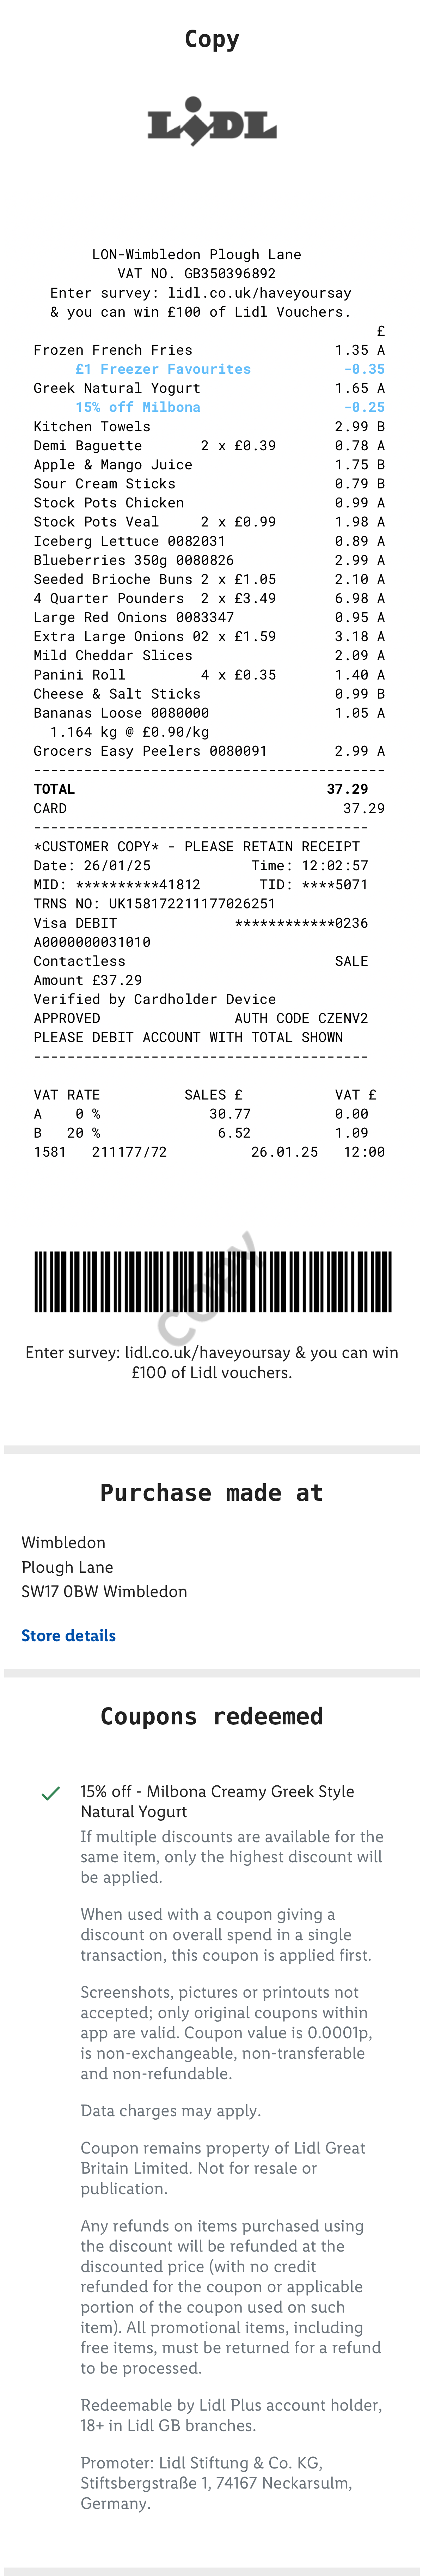 Copy
LIDL
LON-Wimbledon Plough Lane
VAT NO. GB350396892
Enter survey: lidl.co.uk/haveyoursay
& you can win £100 of Lidl Vouchers.
£
Frozen French Fries 1.35 A
£1 Freezer Favourites -0.35
Greek Natural Yogurt 1.65 A
15% off Milbona -0.25
Kitchen Towels 2.99 B
Demi Baguette 2 x £0.39 0.78 A
Apple & Mango Juice 1.75 B
Sour Cream Sticks 0.79 B
Stock Pots Chicken 0.99 A
Stock Pots Veal 2 x £0.99 1.98 A
Iceberg Lettuce 0082031 0.89 A
Blueberries 350g 0080826 2.99 A
Seeded Brioche Buns 2 x £1.05 2.10 A
4 Quarter Pounders 2 x £3.49 6.98 A
Large Red Onions 0083347 0.95 A
Extra Large Onions 02 x £1.59 3.18 A
Mild Cheddar Slices 2.09 A
Panini Roll 4 x £0.35 1.40 A
Cheese & Salt Sticks 0.99 B
Bananas Loose 0080000 1.05 A
1.164 kg @ £0.90/kg
Grocers Easy Peelers 0080091 2.99 A
------------------------------------------
TOTAL 37.29
CARD 37.29
----------------------------------------
*CUSTOMER COPY* - PLEASE RETAIN RECEIPT
Date: 26/01/25 Time: 12:02:57
MID: **********41812 TID: ****5071
TRNS NO: UK158172211177026251
Visa DEBIT ************0236
A0000000031010
Contactless SALE
Amount £37.29
Verified by Cardholder Device
APPROVED AUTH CODE CZENV2
PLEASE DEBIT ACCOUNT WITH TOTAL SHOWN
----------------------------------------
VAT RATE SALES £ VAT £
A 0 % 30.77 0.00
B 20 % 6.52 1.09
1581 211177/72 26.01.25 12:00
Copy
Enter survey: lidl.co.uk/haveyoursay & you can win
£100 of Lidl vouchers.
Purchase made at
Wimbledon
Plough Lane
SW17 0BW Wimbledon
Store details
Coupons redeemed
15% off - Milbona Creamy Greek Style
Natural Yogurt
If multiple discounts are available for the
same item, only the highest discount will
be applied.
When used with a coupon giving a
discount on overall spend in a single
transaction, this coupon is applied first.
Screenshots, pictures or printouts not
accepted; only original coupons within
app are valid. Coupon value is 0.0001p,
is non-exchangeable, non-transferable
and non-refundable.
Data charges may apply.
Coupon remains property of Lidl Great
Britain Limited. Not for resale or
publication.
Any refunds on items purchased using
the discount will be refunded at the
discounted price (with no credit
refunded for the coupon or applicable
portion of the coupon used on such
item). All promotional items, including
free items, must be returned for a refund
to be processed.
Redeemable by Lidl Plus account holder,
18+ in Lidl GB branches.
Promoter: Lidl Stiftung & Co. KG,
Stiftsbergstraße 1, 74167 Neckarsulm,
Germany.